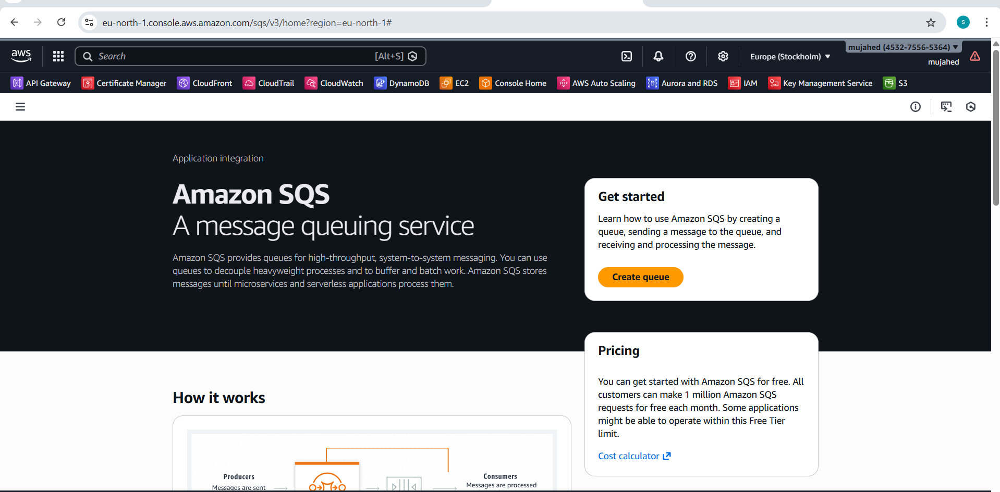 eu-north-1.console.aws.amazon.com/sqs/v3/home?region=eu-north-1#
S
aws
Search
[Alt+S]
Europe (Stockholm)
mujahed (4532-7556-5364)
mujahed
API Gateway
Certificate Manager
CloudFront
CloudTrail
CloudWatch
DynamoDB
EC2
Console Home
AWS Auto Scaling
Aurora and RDS
IAM
Key Management Service
S3
Application integration
Amazon SQS
A message queuing service
Amazon SQS provides queues for high-throughput, system-to-system messaging. You can use
queues to decouple heavyweight processes and to buffer and batch work. Amazon SQS stores
messages until microservices and serverless applications process them.
Get started
Learn how to use Amazon SQS by creating a
queue, sending a message to the queue, and
receiving and processing the message.
Create queue
Pricing
You can get started with Amazon SQS for free. All
customers can make 1 million Amazon SQS
requests for free each month. Some applications
might be able to operate within this Free Tier
limit.
Cost calculator
How it works
Producers
Messages are sent
Consumers
Messages are processed